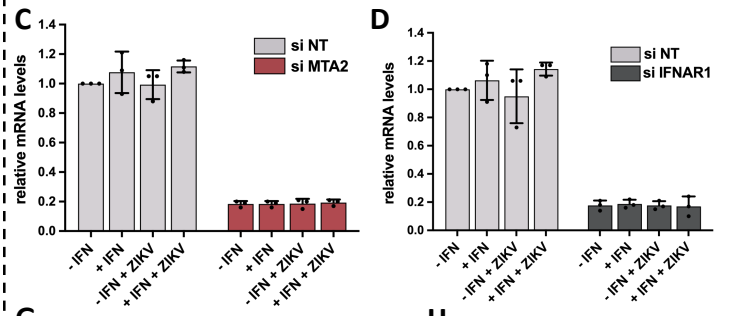 C
1.4
1.2
1.0
0.8
0.6
0.4
0.2
0.0
relative mRNA levels
si NT
si MTA2
- IFN
+ IFN
- IFN + ZIKV
+ IFN + ZIKV
- IFN
+ IFN
- IFN + ZIKV
+ IFN + ZIKV
D
1.4
1.2
1.0
0.8
0.6
0.4
0.2
0.0
relative mRNA levels
si NT
si IFNAR1
- IFN
+ IFN
- IFN + ZIKV
+ IFN + ZIKV
- IFN
+ IFN
- IFN + ZIKV
+ IFN + ZIKV